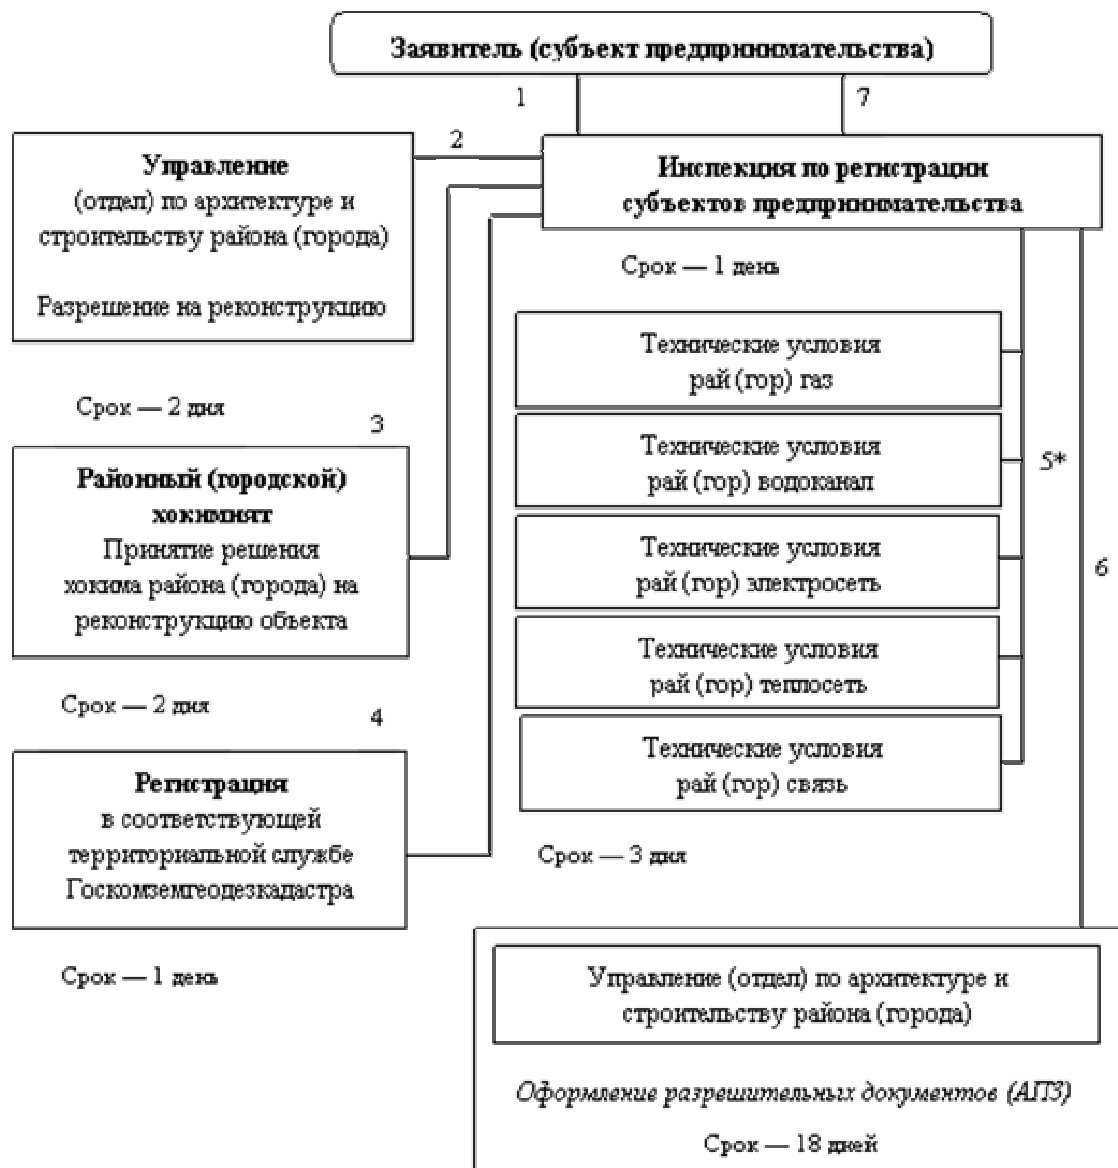 Заявитель (субъект предпринимательства)
1
7
2
Управление
(отдел) по архитектуре и
строительству района (города)
Разрешение на реконструкцию
Срок — 2 дня
Инспекция по регистрации
субъектов предпринимательства
Срок — 1 день
3
Районный (городской)
хокимият
Принятие решения
хокима района (города) на
реконструкцию объекта
Срок — 2 дня
4
Регистрация
в соответствующей
территориальной службе
Госкомземгеодезкадастра
Срок — 1 день
Технические условия
рай (гор) газ
Технические условия
рай (гор) водоканал
Технические условия
рай (гор) электросеть
Технические условия
рай (гор) теплосеть
Технические условия
рай (гор) связь
5*
Срок — 3 дня
6
Управление (отдел) по архитектуре и
строительству района (города)
Оформление разрешительных документов (АПЗ)
Срок — 18 дней